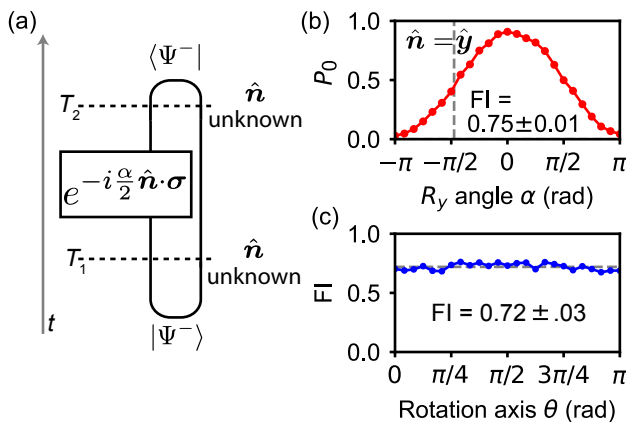 (a)
⟨Ψ⁻|
T₂
n̂
unknown
e^{-i α/2 n̂·σ}
T₁
n̂
unknown
t
|Ψ⁻⟩
(b)
P₀
1.0
0.5
0.0
n̂ = ŷ
FI =
0.75±0.01
−π
−π/2
0
π/2
π
R_y angle α (rad)
(c)
FI
1.0
0.5
0.0
FI = 0.72 ± .03
0
π/4
π/2
3π/4
π
Rotation axis θ (rad)